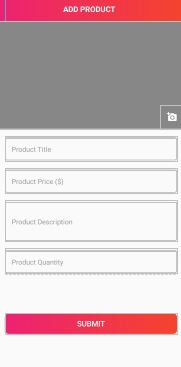 ADD PRODUCT
Product Title
Product Price ($)
Product Description
Product Quantity
SUBMIT